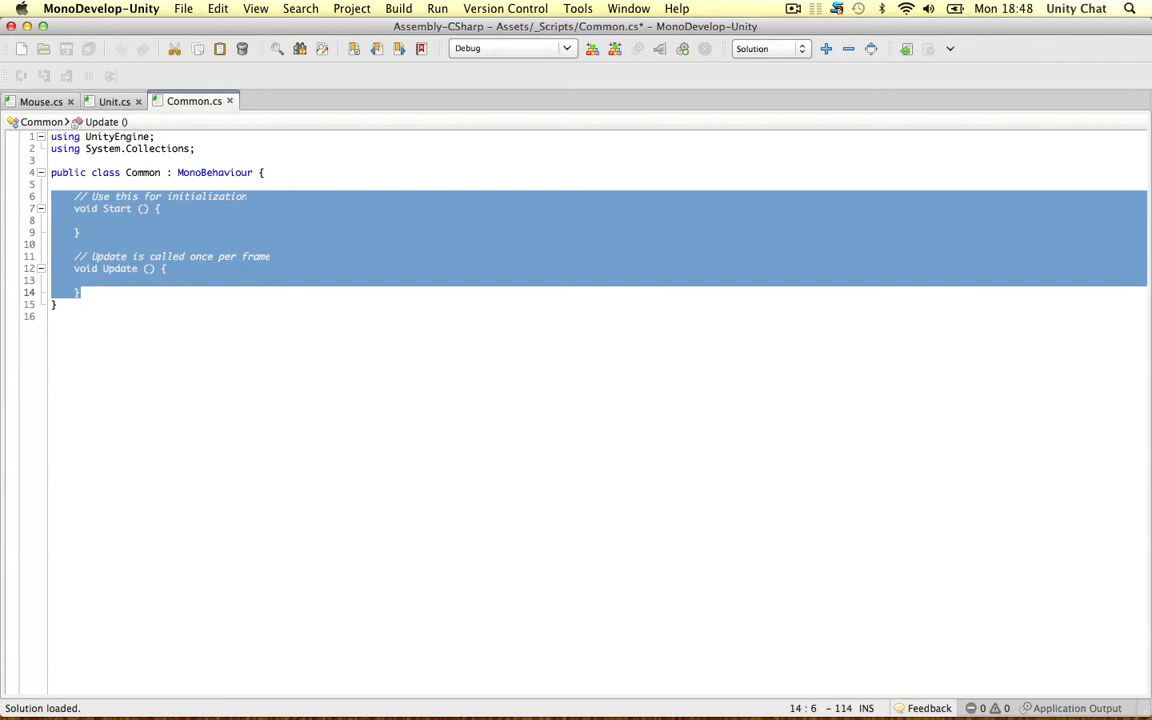 MonoDevelop-Unity File Edit View Search Project Build Run Version Control Tools Window Help Mon 18:48 Unity Chat
Assembly-CSharp - Assets/_Scripts/Common.cs* - MonoDevelop-Unity
Debug Solution
Mouse.cs Unit.cs Common.cs
Common Update ()
1 using UnityEngine;
2 using System.Collections;
3
4 public class Common : MonoBehaviour {
5
6 // Use this for initialization
7 void Start () {
8
9 }
10
11 // Update is called once per frame
12 void Update () {
13
14 }
15 }
16
Solution loaded. 14 : 6 - 114 INS Feedback 0 0 Application Output